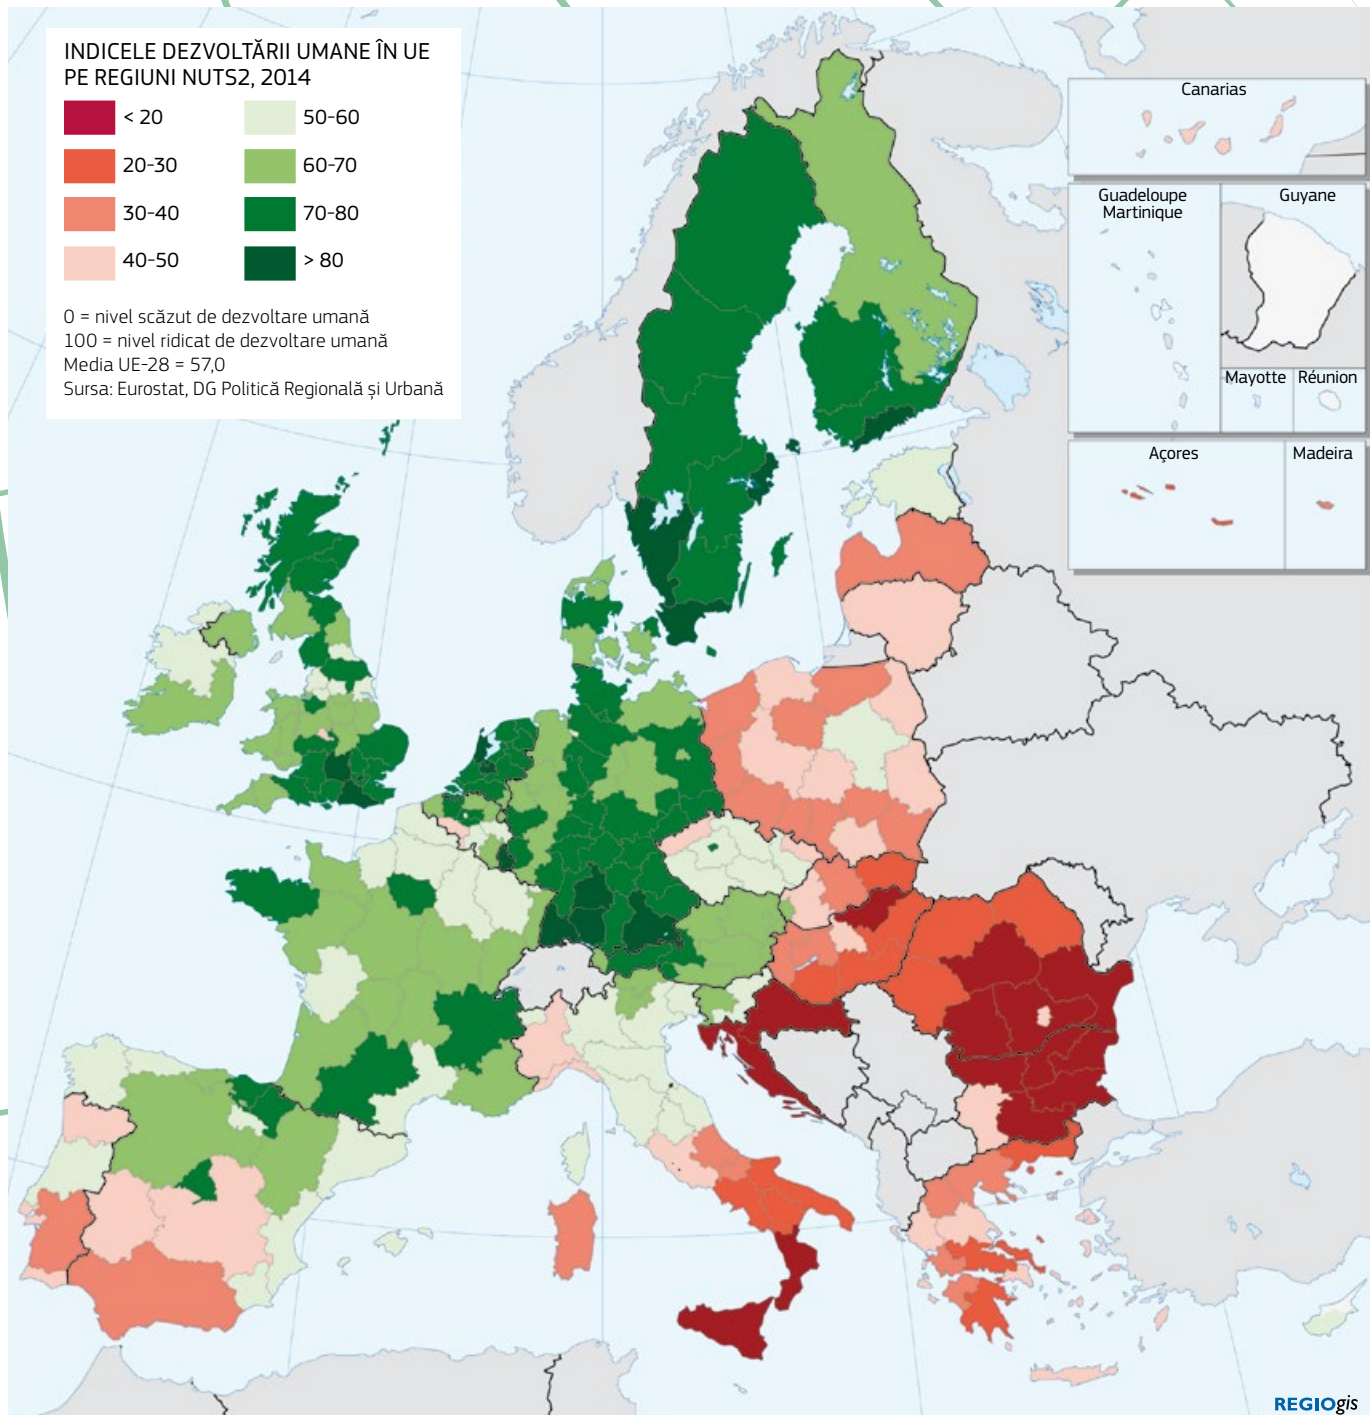 INDICELE DEZVOLTĂRII UMANE ÎN UE
PE REGIUNI NUTS2, 2014
< 20
50-60
20-30
60-70
30-40
70-80
40-50
> 80
0 = nivel scăzut de dezvoltare umană
100 = nivel ridicat de dezvoltare umană
Media UE-28 = 57,0
Sursa: Eurostat, DG Politică Regională și Urbană
Canarias
Guadeloupe
Martinique
Guyane
Mayotte
Réunion
Açores
Madeira
REGIOgis